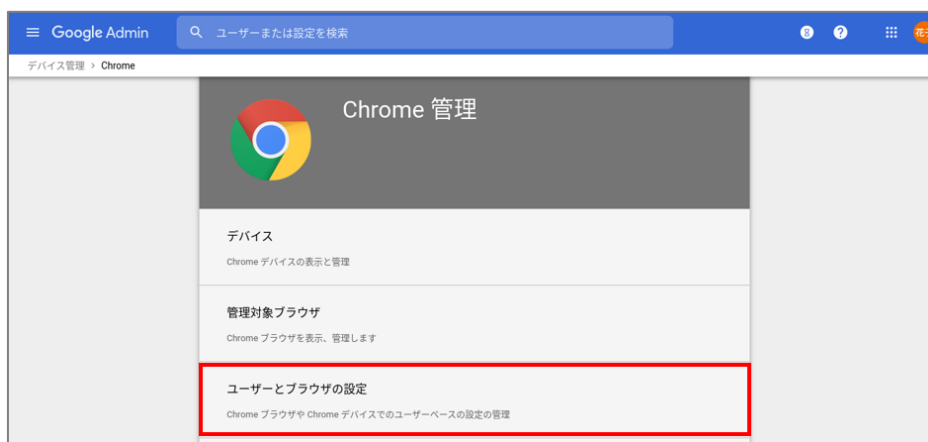 Google Admin
ユーザーまたは設定を検索
デバイス管理 > Chrome
Chrome 管理
デバイス
Chrome デバイスの表示と管理
管理対象ブラウザ
Chrome ブラウザを表示、管理します
ユーザーとブラウザの設定
Chrome ブラウザや Chrome デバイスでのユーザーベースの設定の管理